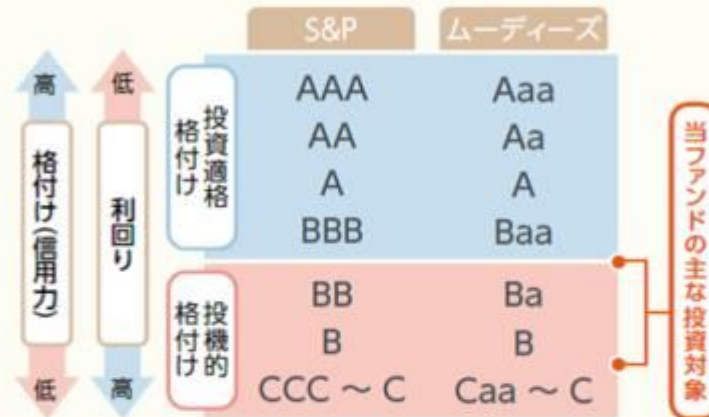 S&P
ムーディーズ
高
格付け(信用力)
低
低
利回り
高
投資適格
格付け
AAA
Aaa
AA
Aa
A
A
BBB
Baa
投機的
格付け
BB
Ba
B
B
CCC ～ C
Caa ～ C
当ファンドの主な投資対象